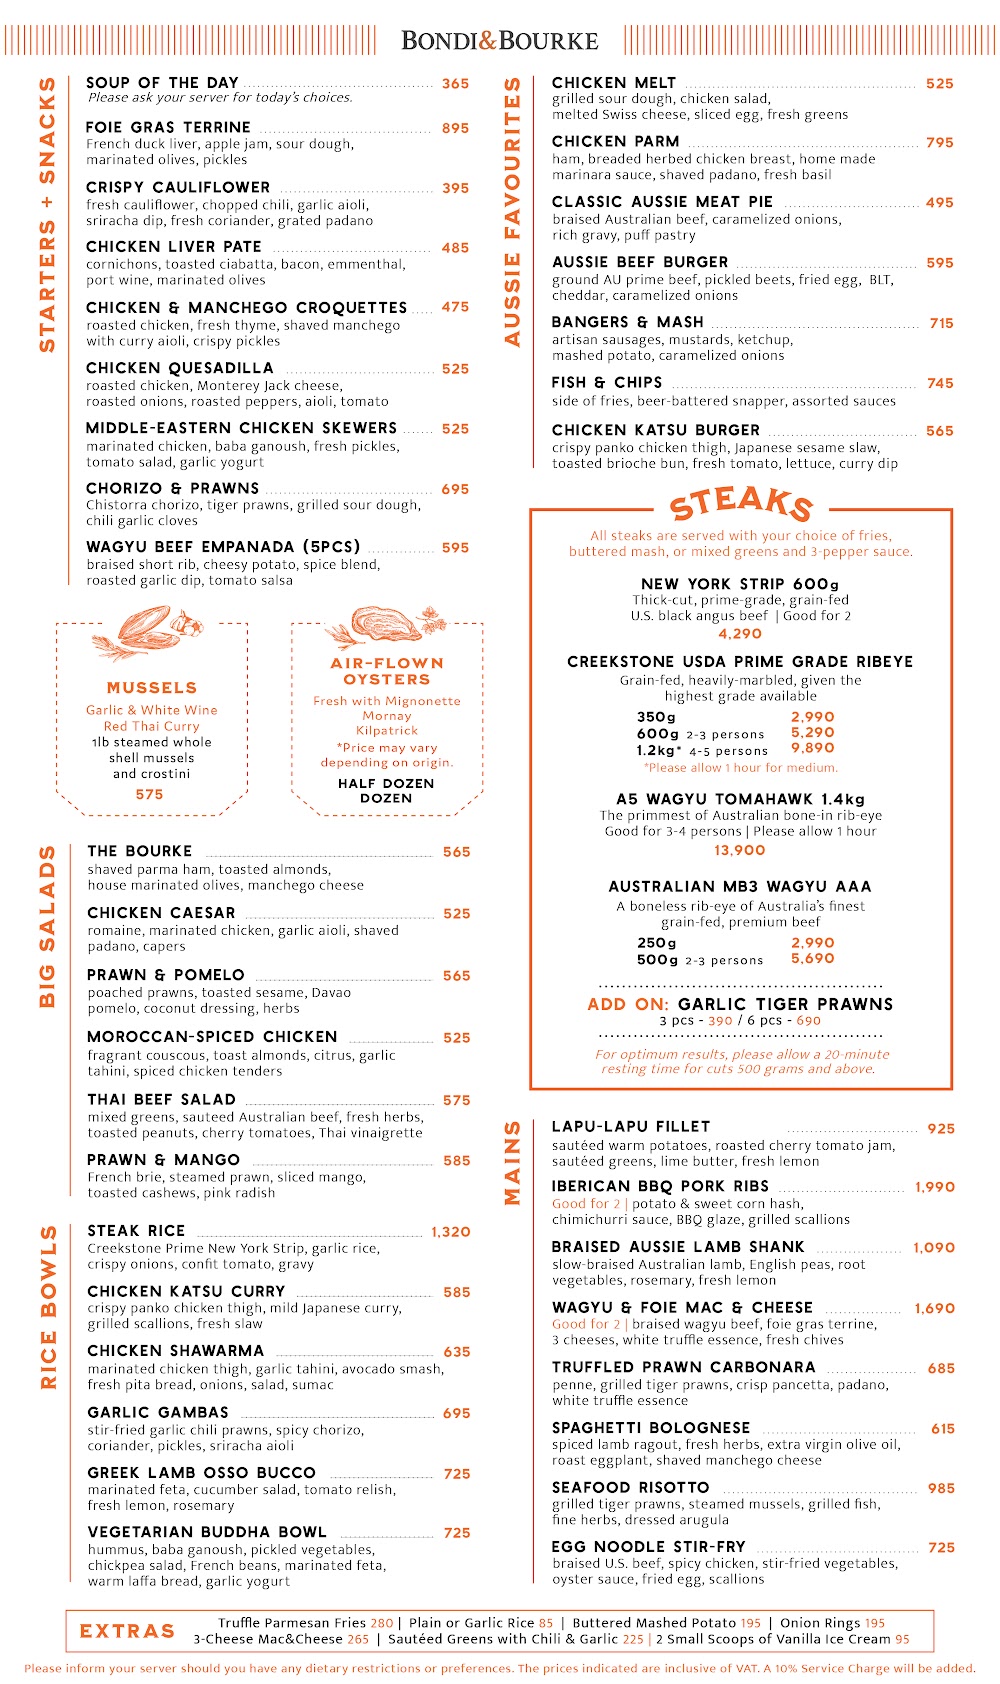 BONDI&BOURKE
STARTERS + SNACKS
SOUP OF THE DAY 365
Please ask your server for today's choices.
FOIE GRAS TERRINE 895
French duck liver, apple jam, sour dough,
marinated olives, pickles
CRISPY CAULIFLOWER 395
fresh cauliflower, chopped chili, garlic aioli,
sriracha dip, fresh coriander, grated padano
CHICKEN LIVER PATE 485
cornichons, toasted ciabatta, bacon, emmenthal,
port wine, marinated olives
CHICKEN & MANCHEGO CROQUETTES 475
roasted chicken, fresh thyme, shaved manchego
with curry aioli, crispy pickles
CHICKEN QUESADILLA 525
roasted chicken, Monterey Jack cheese,
roasted onions, roasted peppers, aioli, tomato
MIDDLE-EASTERN CHICKEN SKEWERS 525
marinated chicken, baba ganoush, fresh pickles,
tomato salad, garlic yogurt
CHORIZO & PRAWNS 695
Chistorra chorizo, tiger prawns, grilled sour dough,
chili garlic cloves
WAGYU BEEF EMPANADA (5PCS) 595
braised short rib, cheesy potato, spice blend,
roasted garlic dip, tomato salsa
MUSSELS
Garlic & White Wine
Red Thai Curry
1lb steamed whole
shell mussels
and crostini
575
AIR-FLOWN
OYSTERS
Fresh with Mignonette
Mornay
Kilpatrick
*Price may vary
depending on origin.
HALF DOZEN
DOZEN
BIG SALADS
THE BOURKE 565
shaved parma ham, toasted almonds,
house marinated olives, manchego cheese
CHICKEN CAESAR 525
romaine, marinated chicken, garlic aioli, shaved
padano, capers
PRAWN & POMELO 565
poached prawns, toasted sesame, Davao
pomelo, coconut dressing, herbs
MOROCCAN-SPICED CHICKEN 525
fragrant couscous, toast almonds, citrus, garlic
tahini, spiced chicken tenders
THAI BEEF SALAD 575
mixed greens, sauteed Australian beef, fresh herbs,
toasted peanuts, cherry tomatoes, Thai vinaigrette
PRAWN & MANGO 585
French brie, steamed prawn, sliced mango,
toasted cashews, pink radish
RICE BOWLS
STEAK RICE 1,320
Creekstone Prime New York Strip, garlic rice,
crispy onions, confit tomato, gravy
CHICKEN KATSU CURRY 585
crispy panko chicken thigh, mild Japanese curry,
grilled scallions, fresh slaw
CHICKEN SHAWARMA 635
marinated chicken thigh, garlic tahini, avocado smash,
fresh pita bread, onions, salad, sumac
GARLIC GAMBAS 695
stir-fried garlic chili prawns, spicy chorizo,
coriander, pickles, sriracha aioli
GREEK LAMB OSSO BUCCO 725
marinated feta, cucumber salad, tomato relish,
fresh lemon, rosemary
VEGETARIAN BUDDHA BOWL 725
hummus, baba ganoush, pickled vegetables,
chickpea salad, French beans, marinated feta,
warm laffa bread, garlic yogurt
AUSSIE FAVOURITES
CHICKEN MELT 525
grilled sour dough, chicken salad,
melted Swiss cheese, sliced egg, fresh greens
CHICKEN PARM 795
ham, breaded herbed chicken breast, home made
marinara sauce, shaved padano, fresh basil
CLASSIC AUSSIE MEAT PIE 495
braised Australian beef, caramelized onions,
rich gravy, puff pastry
AUSSIE BEEF BURGER 595
ground AU prime beef, pickled beets, fried egg, BLT,
cheddar, caramelized onions
BANGERS & MASH 715
artisan sausages, mustards, ketchup,
mashed potato, caramelized onions
FISH & CHIPS 745
side of fries, beer-battered snapper, assorted sauces
CHICKEN KATSU BURGER 565
crispy panko chicken thigh, Japanese sesame slaw,
toasted brioche bun, fresh tomato, lettuce, curry dip
STEAKS
All steaks are served with your choice of fries,
buttered mash, or mixed greens and 3-pepper sauce.
NEW YORK STRIP 600g
Thick-cut, prime-grade, grain-fed
U.S. black angus beef | Good for 2
4,290
CREEKSTONE USDA PRIME GRADE RIBEYE
Grain-fed, heavily-marbled, given the
highest grade available
350g 2,990
600g 2-3 persons 5,290
1.2kg* 4-5 persons 9,890
*Please allow 1 hour for medium.
A5 WAGYU TOMAHAWK 1.4kg
The primmest of Australian bone-in rib-eye
Good for 3-4 persons | Please allow 1 hour
13,900
AUSTRALIAN MB3 WAGYU AAA
A boneless rib-eye of Australia's finest
grain-fed, premium beef
250g 2,990
500g 2-3 persons 5,690
ADD ON: GARLIC TIGER PRAWNS
3 pcs - 390 / 6 pcs - 690
For optimum results, please allow a 20-minute
resting time for cuts 500 grams and above.
MAINS
LAPU-LAPU FILLET 925
sautéed warm potatoes, roasted cherry tomato jam,
sautéed greens, lime butter, fresh lemon
IBERICAN BBQ PORK RIBS 1,990
Good for 2 | potato & sweet corn hash,
chimichurri sauce, BBQ glaze, grilled scallions
BRAISED AUSSIE LAMB SHANK 1,090
slow-braised Australian lamb, English peas, root
vegetables, rosemary, fresh lemon
WAGYU & FOIE MAC & CHEESE 1,690
Good for 2 | braised wagyu beef, foie gras terrine,
3 cheeses, white truffle essence, fresh chives
TRUFFLED PRAWN CARBONARA 685
penne, grilled tiger prawns, crisp pancetta, padano,
white truffle essence
SPAGHETTI BOLOGNESE 615
spiced lamb ragout, fresh herbs, extra virgin olive oil,
roast eggplant, shaved manchego cheese
SEAFOOD RISOTTO 985
grilled tiger prawns, steamed mussels, grilled fish,
fine herbs, dressed arugula
EGG NOODLE STIR-FRY 725
braised U.S. beef, spicy chicken, stir-fried vegetables,
oyster sauce, fried egg, scallions
EXTRAS
Truffle Parmesan Fries 280 | Plain or Garlic Rice 85 | Buttered Mashed Potato 195 | Onion Rings 195
3-Cheese Mac&Cheese 265 | Sautéed Greens with Chili & Garlic 225 | 2 Small Scoops of Vanilla Ice Cream 95
Please inform your server should you have any dietary restrictions or preferences. The prices indicated are inclusive of VAT. A 10% Service Charge will be added.